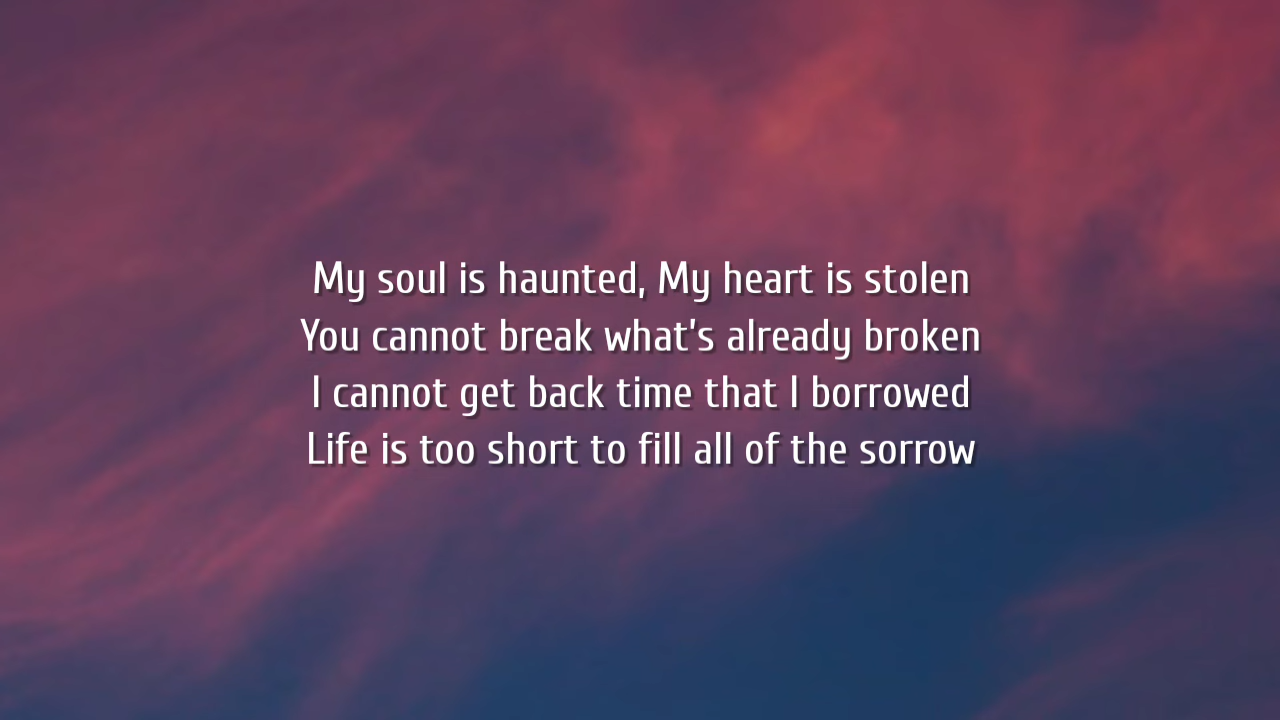 My soul is haunted, My heart is stolen
You cannot break what's already broken
I cannot get back time that I borrowed
Life is too short to fill all of the sorrow